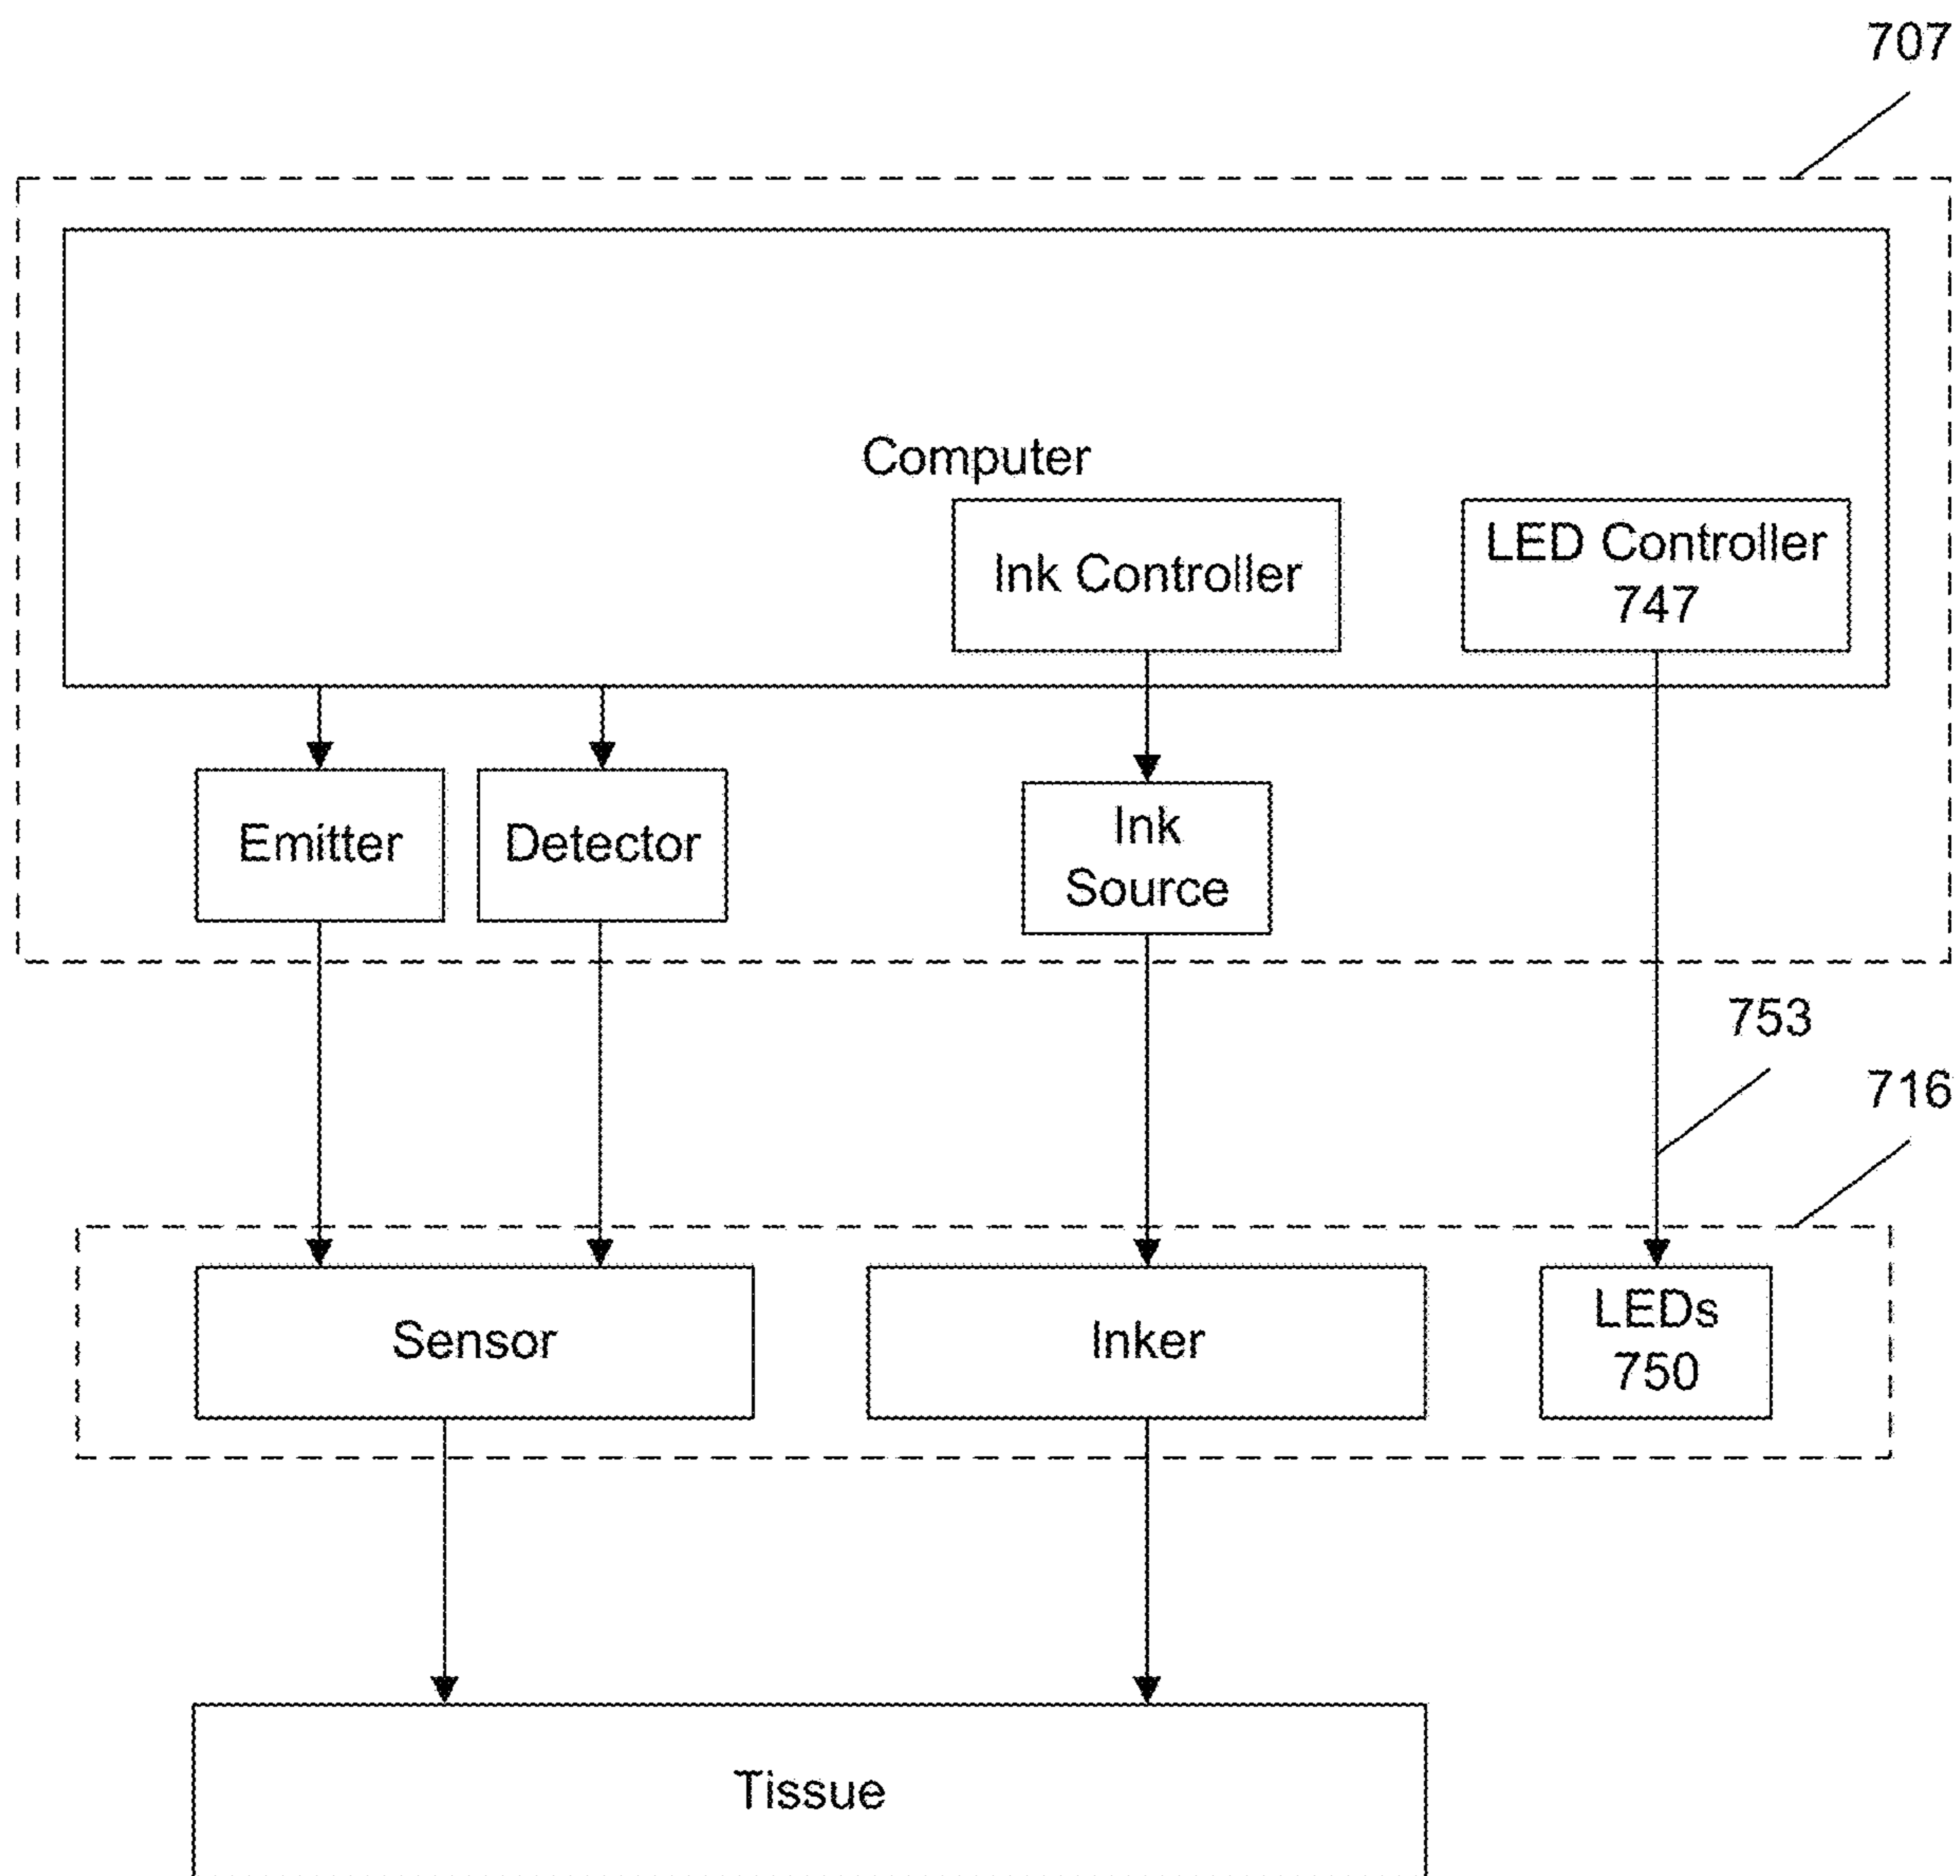 707
Computer
Ink Controller
LED Controller
747
Emitter
Detector
Ink
Source
753
716
Sensor
Inker
LEDs
750
Tissue